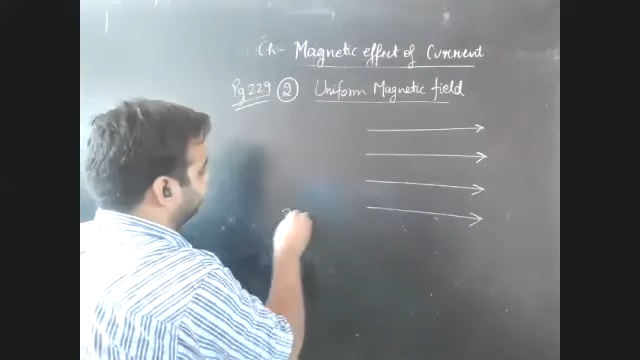 Ch- Magnetic effect of Current
Pg 229 ② Uniform Magnetic field